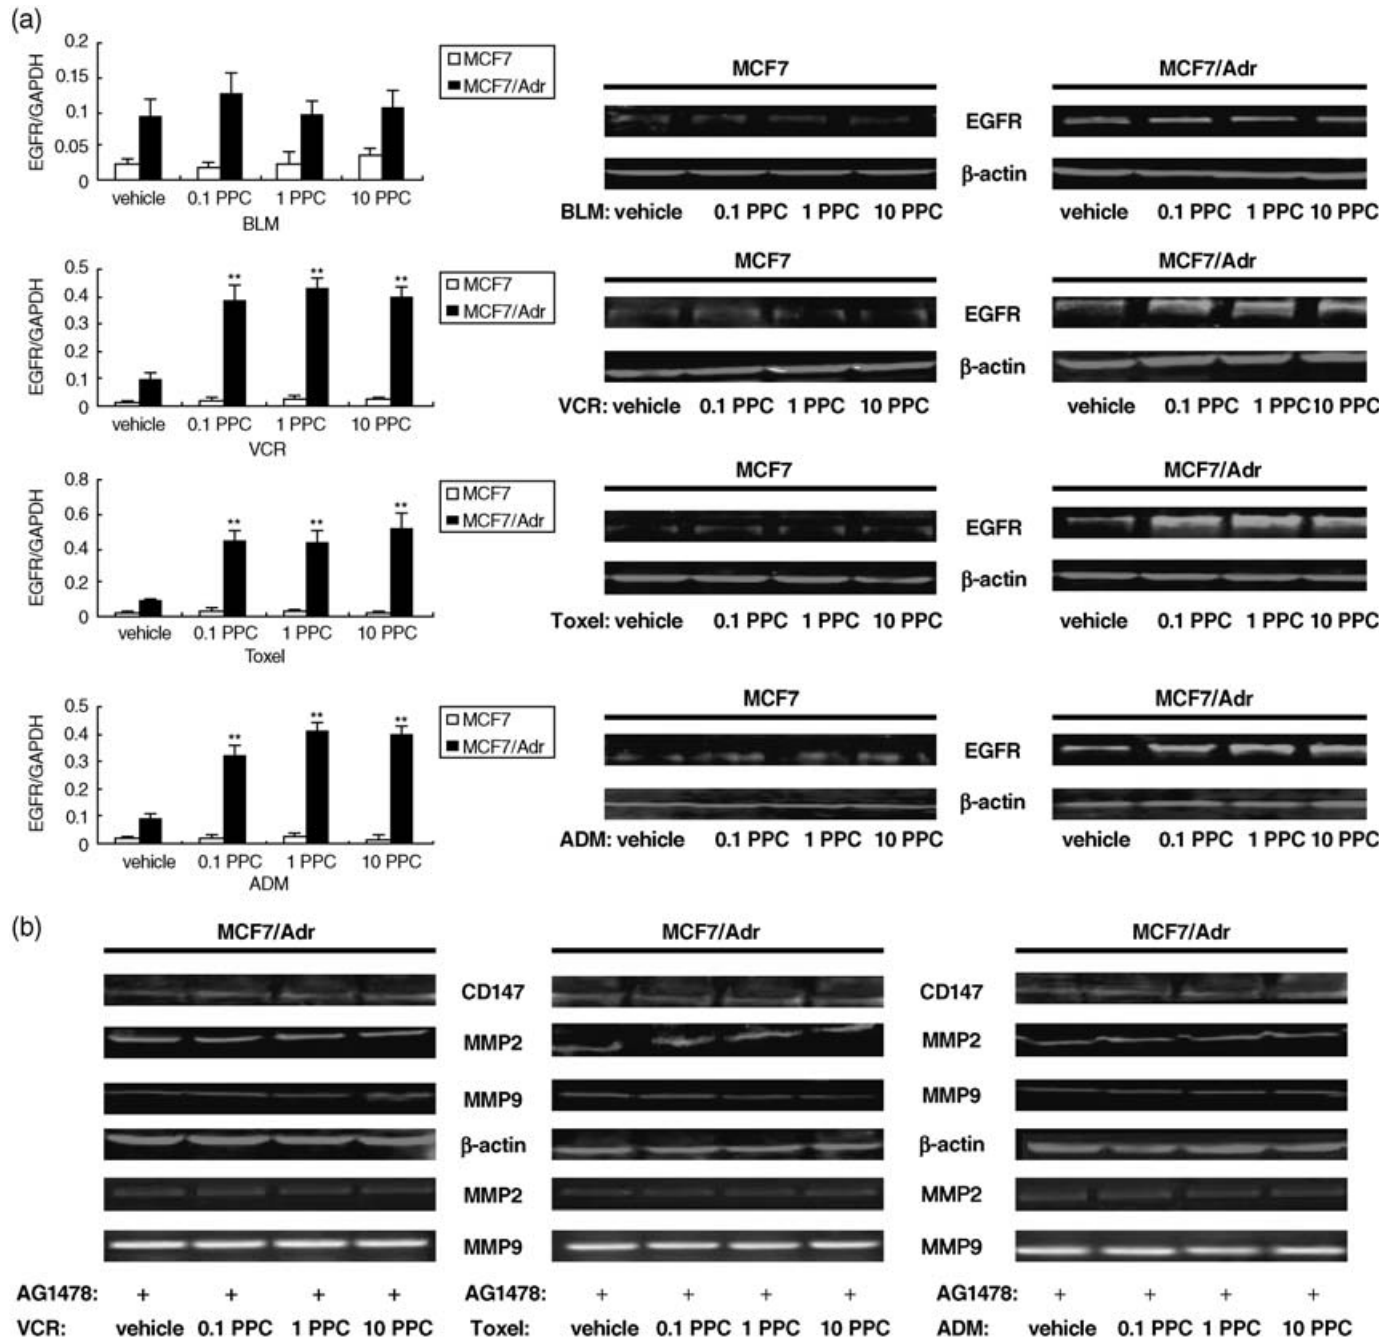 (a)
EGFR/GAPDH
0.2
0.15
0.1
0.05
0
vehicle 0.1 PPC 1 PPC 10 PPC
BLM
MCF7
MCF7/Adr
MCF7 MCF7/Adr
EGFR
β-actin
BLM: vehicle 0.1 PPC 1 PPC 10 PPC vehicle 0.1 PPC 1 PPC 10 PPC
EGFR/GAPDH
0.5
0.4
0.3
0.2
0.1
0
** ** **
vehicle 0.1 PPC 1 PPC 10 PPC
VCR
MCF7
MCF7/Adr
MCF7 MCF7/Adr
EGFR
β-actin
VCR: vehicle 0.1 PPC 1 PPC 10 PPC vehicle 0.1 PPC 1 PPC10 PPC
EGFR/GAPDH
0.8
0.6
0.4
0.2
0
** ** **
vehicle 0.1 PPC 1 PPC 10 PPC
Toxel
MCF7
MCF7/Adr
MCF7 MCF7/Adr
EGFR
β-actin
Toxel: vehicle 0.1 PPC 1 PPC 10 PPC vehicle 0.1 PPC 1 PPC 10 PPC
EGFR/GAPDH
0.5
0.4
0.3
0.2
0.1
0
** ** **
vehicle 0.1 PPC 1 PPC 10 PPC
ADM
MCF7
MCF7/Adr
MCF7 MCF7/Adr
EGFR
β-actin
ADM: vehicle 0.1 PPC 1 PPC 10 PPC vehicle 0.1 PPC 1 PPC 10 PPC
(b)
MCF7/Adr MCF7/Adr MCF7/Adr
CD147 CD147
MMP2 MMP2
MMP9 MMP9
β-actin β-actin
MMP2 MMP2
MMP9 MMP9
AG1478: + + + + AG1478: + + + + AG1478: + + + +
VCR: vehicle 0.1 PPC 1 PPC 10 PPC Toxel: vehicle 0.1 PPC 1 PPC 10 PPC ADM: vehicle 0.1 PPC 1 PPC 10 PPC